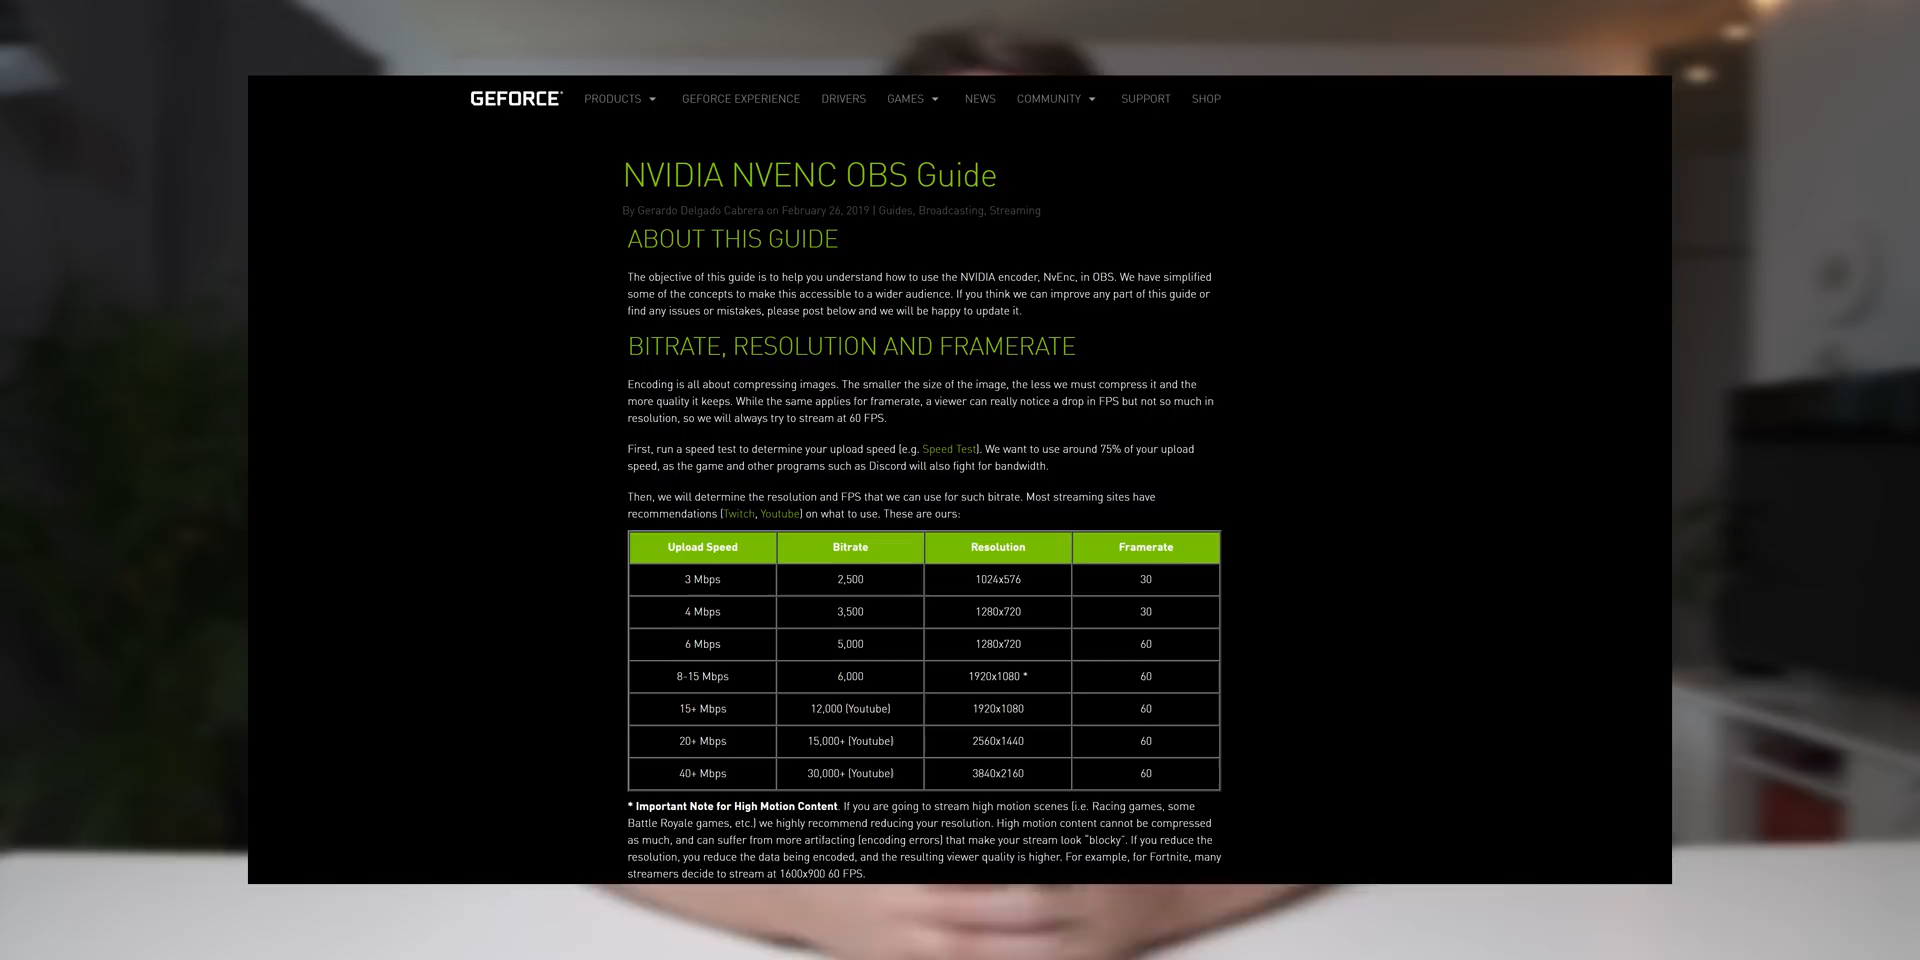 GEFORCE PRODUCTS GEFORCE EXPERIENCE DRIVERS GAMES NEWS COMMUNITY SUPPORT SHOP
NVIDIA NVENC OBS Guide
By Gerardo Delgado Cabrera on February 26, 2019 | Guides, Broadcasting, Streaming
ABOUT THIS GUIDE
The objective of this guide is to help you understand how to use the NVIDIA encoder, NvEnc, in OBS. We have simplified
some of the concepts to make this accessible to a wider audience. If you think we can improve any part of this guide or
find any issues or mistakes, please post below and we will be happy to update it.
BITRATE, RESOLUTION AND FRAMERATE
Encoding is all about compressing images. The smaller the size of the image, the less we must compress it and the
more quality it keeps. While the same applies for framerate, a viewer can really notice a drop in FPS but not so much in
resolution, so we will always try to stream at 60 FPS.
First, run a speed test to determine your upload speed (e.g. Speed Test). We want to use around 75% of your upload
speed, as the game and other programs such as Discord will also fight for bandwidth.
Then, we will determine the resolution and FPS that we can use for such bitrate. Most streaming sites have
recommendations (Twitch, Youtube) on what to use. These are ours:
Upload Speed Bitrate Resolution Framerate
3 Mbps 2,500 1024x576 30
4 Mbps 3,500 1280x720 30
6 Mbps 5,000 1280x720 60
8-15 Mbps 6,000 1920x1080 * 60
15+ Mbps 12,000 (Youtube) 1920x1080 60
20+ Mbps 15,000+ (Youtube) 2560x1440 60
40+ Mbps 30,000+ (Youtube) 3840x2160 60
* Important Note for High Motion Content. If you are going to stream high motion scenes (i.e. Racing games, some
Battle Royale games, etc.) we highly recommend reducing your resolution. High motion content cannot be compressed
as much, and can suffer from more artifacting (encoding errors) that make your stream look "blocky". If you reduce the
resolution, you reduce the data being encoded, and the resulting viewer quality is higher. For example, for Fortnite, many
streamers decide to stream at 1600x900 60 FPS.